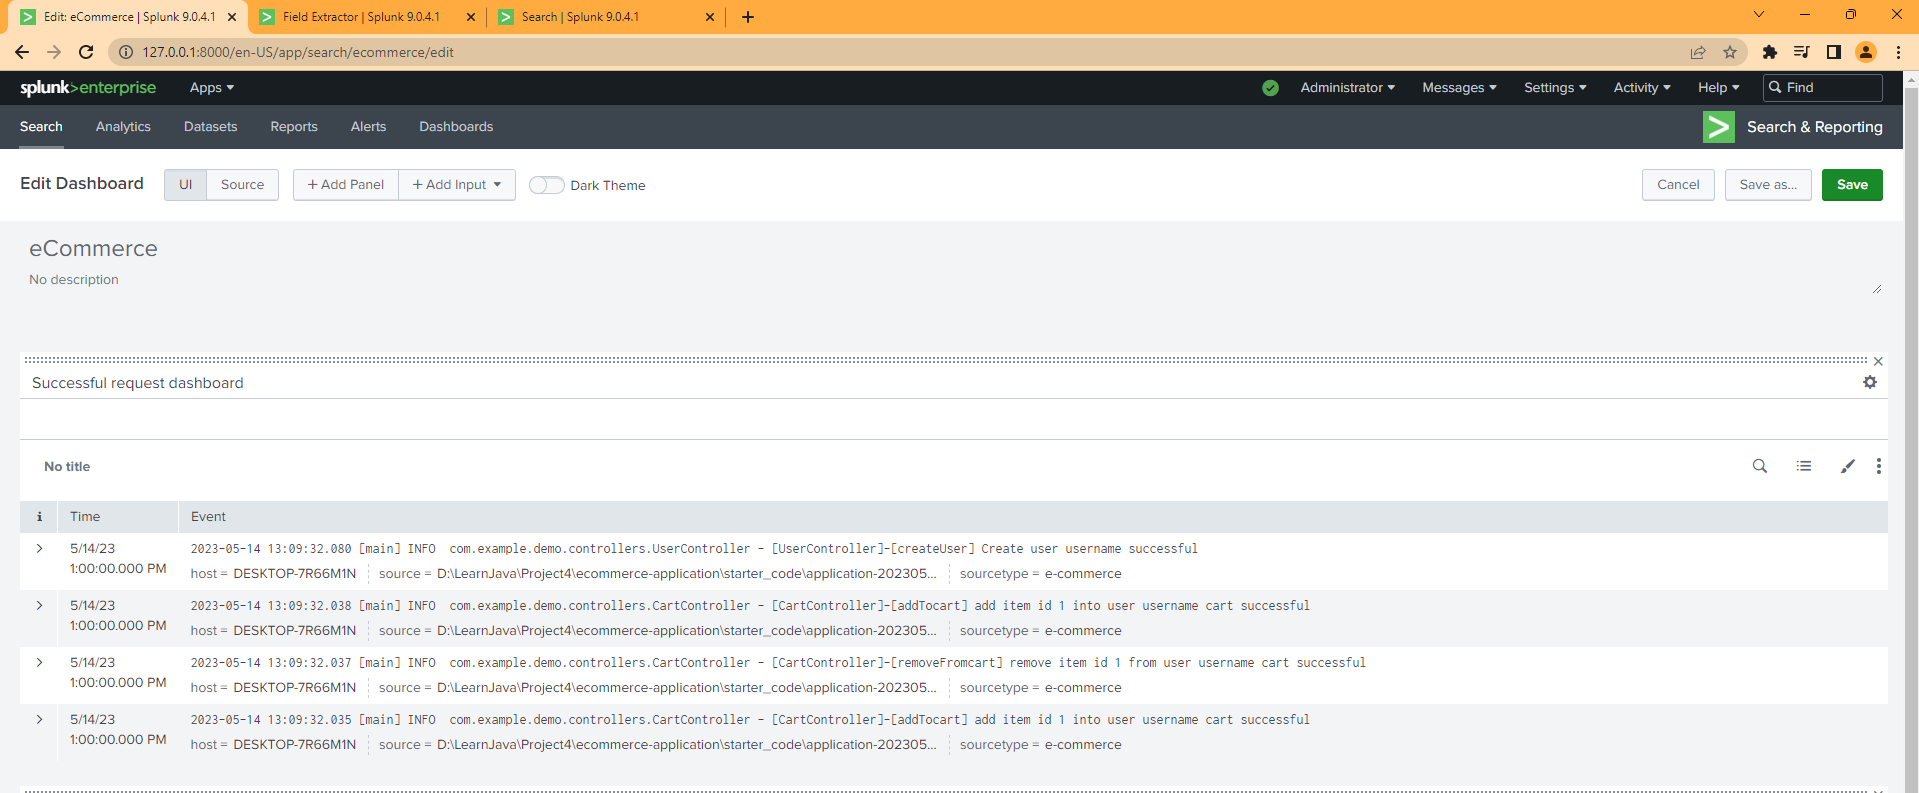 Edit: eCommerce | Splunk 9.0.4.1
Field Extractor | Splunk 9.0.4.1
Search | Splunk 9.0.4.1
127.0.0.1:8000/en-US/app/search/ecommerce/edit
splunk>enterprise Apps Administrator Messages Settings Activity Help Find
Search Analytics Datasets Reports Alerts Dashboards Search & Reporting
Edit Dashboard UI Source + Add Panel + Add Input Dark Theme Cancel Save as... Save
eCommerce
No description
Successful request dashboard
No title
i Time Event
5/14/23 2023-05-14 13:09:32.080 [main] INFO com.example.demo.controllers.UserController - [UserController]-[createUser] Create user username successful
1:00:00.000 PM host = DESKTOP-7R66M1N source = D:\LearnJava\Project4\ecommerce-application\starter_code\application-202305... sourcetype = e-commerce
5/14/23 2023-05-14 13:09:32.038 [main] INFO com.example.demo.controllers.CartController - [CartController]-[addTocart] add item id 1 into user username cart successful
1:00:00.000 PM host = DESKTOP-7R66M1N source = D:\LearnJava\Project4\ecommerce-application\starter_code\application-202305... sourcetype = e-commerce
5/14/23 2023-05-14 13:09:32.037 [main] INFO com.example.demo.controllers.CartController - [CartController]-[removeFromcart] remove item id 1 from user username cart successful
1:00:00.000 PM host = DESKTOP-7R66M1N source = D:\LearnJava\Project4\ecommerce-application\starter_code\application-202305... sourcetype = e-commerce
5/14/23 2023-05-14 13:09:32.035 [main] INFO com.example.demo.controllers.CartController - [CartController]-[addTocart] add item id 1 into user username cart successful
1:00:00.000 PM host = DESKTOP-7R66M1N source = D:\LearnJava\Project4\ecommerce-application\starter_code\application-202305... sourcetype = e-commerce